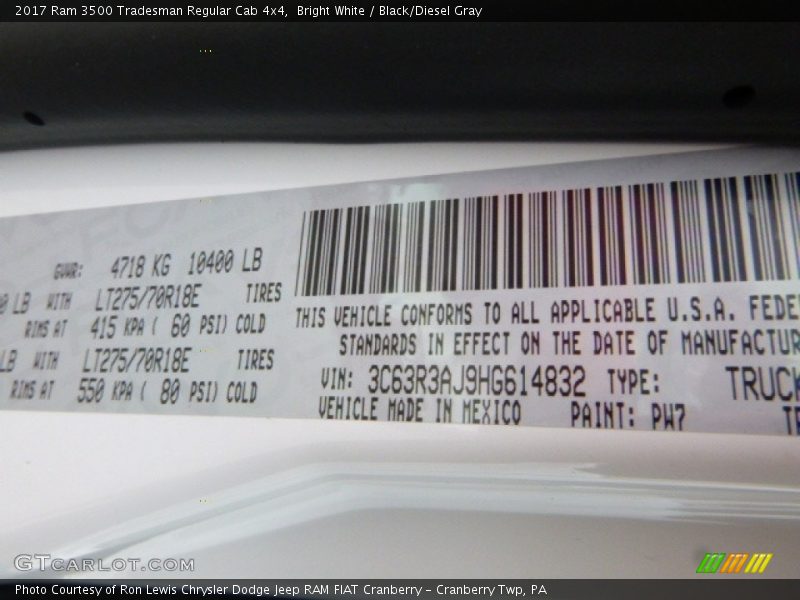 2017 Ram 3500 Tradesman Regular Cab 4x4, Bright White / Black/Diesel Gray
GVWR: 4718 KG 10400 LB
LB WITH LT275/70R18E TIRES
RIMS AT 415 KPA ( 60 PSI) COLD
LB WITH LT275/70R18E TIRES
RIMS AT 550 KPA ( 80 PSI) COLD
THIS VEHICLE CONFORMS TO ALL APPLICABLE U.S.A. FEDE
STANDARDS IN EFFECT ON THE DATE OF MANUFACTUR
VIN: 3C63R3AJ9HG614832 TYPE: TRUCK
VEHICLE MADE IN MEXICO PAINT: PW7
GTcarlot.com
Photo Courtesy of Ron Lewis Chrysler Dodge Jeep RAM FIAT Cranberry - Cranberry Twp, PA